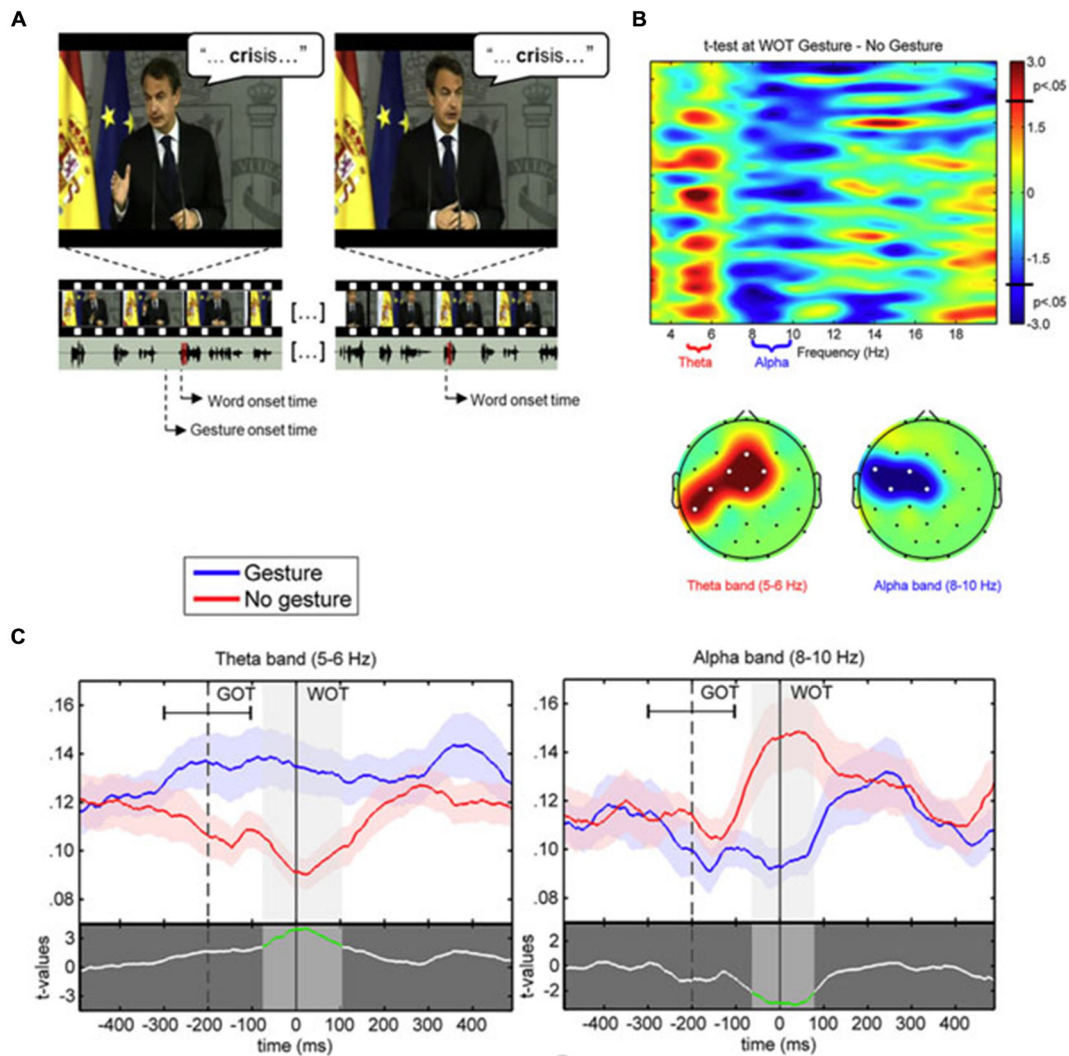 A
"... crisis..."
"... crisis..."
[...]
[...]
Word onset time
Gesture onset time
Word onset time
B
t-test at WOT Gesture - No Gesture
3.0
p<.05
1.5
0
-1.5
p<.05
-3.0
4 6 8 10 12 14 16 18
Frequency (Hz)
Theta
Alpha
Theta band (5-6 Hz)
Alpha band (8-10 Hz)
Gesture
No gesture
C
Theta band (5-6 Hz)
GOT
WOT
.16
.14
.12
.10
.08
3
0
-3
t-values
-400 -300 -200 -100 0 100 200 300 400
time (ms)
Alpha band (8-10 Hz)
GOT
WOT
.16
.14
.12
.10
.08
2
0
-2
t-values
-400 -300 -200 -100 0 100 200 300 400
time (ms)